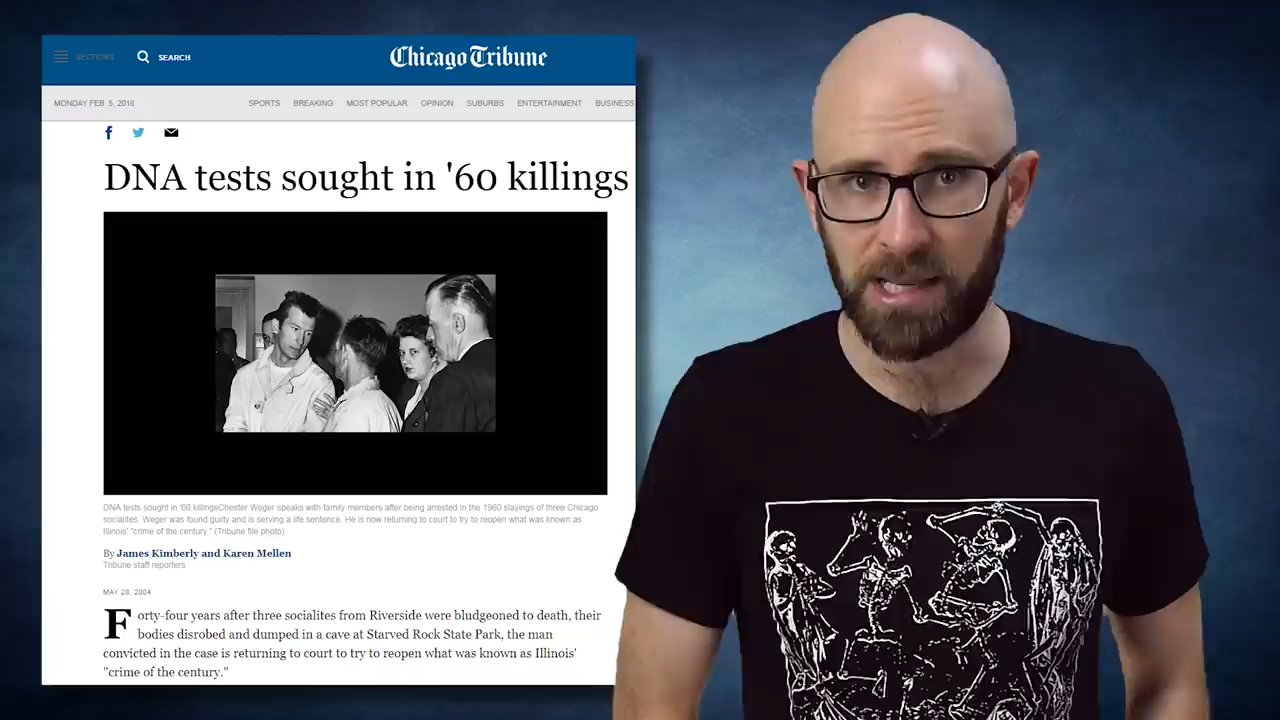 SECTIONS
SEARCH
Chicago Tribune
MONDAY FEB 5, 2018
SPORTS BREAKING MOST POPULAR OPINION SUBURBS ENTERTAINMENT BUSINESS
DNA tests sought in '60 killings
DNA tests sought in '60 killingsChester Weger speaks with family members after being arrested in the 1960 slayings of three Chicago
socialites. Weger was found guilty and is serving a life sentence. He is now returning to court to try to reopen what was known as
Illinois' "crime of the century." (Tribune file photo)
By James Kimberly and Karen Mellen
Tribune staff reporters
MAY 28, 2004
Forty-four years after three socialites from Riverside were bludgeoned to death, their
bodies disrobed and dumped in a cave at Starved Rock State Park, the man
convicted in the case is returning to court to try to reopen what was known as Illinois'
"crime of the century."